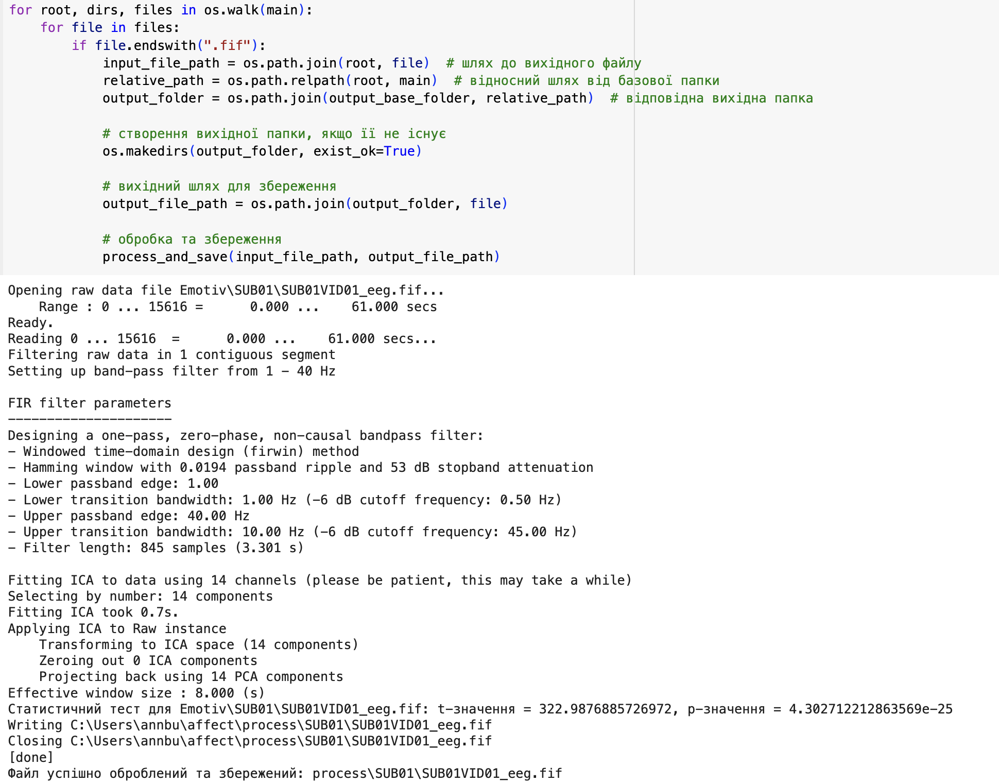 for root, dirs, files in os.walk(main):
    for file in files:
        if file.endswith(".fif"):
            input_file_path = os.path.join(root, file)  # шлях до вихідного файлу
            relative_path = os.path.relpath(root, main)  # відносний шлях від базової папки
            output_folder = os.path.join(output_base_folder, relative_path)  # відповідна вихідна папка

            # створення вихідної папки, якщо її не існує
            os.makedirs(output_folder, exist_ok=True)

            # вихідний шлях для збереження
            output_file_path = os.path.join(output_folder, file)

            # обробка та збереження
            process_and_save(input_file_path, output_file_path)

Opening raw data file Emotiv\SUB01\SUB01VID01_eeg.fif...
    Range : 0 ... 15616 =      0.000 ...    61.000 secs
Ready.
Reading 0 ... 15616  =      0.000 ...    61.000 secs...
Filtering raw data in 1 contiguous segment
Setting up band-pass filter from 1 - 40 Hz

FIR filter parameters
---------------------
Designing a one-pass, zero-phase, non-causal bandpass filter:
- Windowed time-domain design (firwin) method
- Hamming window with 0.0194 passband ripple and 53 dB stopband attenuation
- Lower passband edge: 1.00
- Lower transition bandwidth: 1.00 Hz (-6 dB cutoff frequency: 0.50 Hz)
- Upper passband edge: 40.00 Hz
- Upper transition bandwidth: 10.00 Hz (-6 dB cutoff frequency: 45.00 Hz)
- Filter length: 845 samples (3.301 s)

Fitting ICA to data using 14 channels (please be patient, this may take a while)
Selecting by number: 14 components
Fitting ICA took 0.7s.
Applying ICA to Raw instance
    Transforming to ICA space (14 components)
    Zeroing out 0 ICA components
    Projecting back using 14 PCA components
Effective window size : 8.000 (s)
Статистичний тест для Emotiv\SUB01\SUB01VID01_eeg.fif: t-значення = 322.9876885726972, p-значення = 4.302712212863569e-25
Writing C:\Users\annbu\affect\process\SUB01\SUB01VID01_eeg.fif
Closing C:\Users\annbu\affect\process\SUB01\SUB01VID01_eeg.fif
[done]
Файл успішно оброблений та збережений: process\SUB01\SUB01VID01_eeg.fif